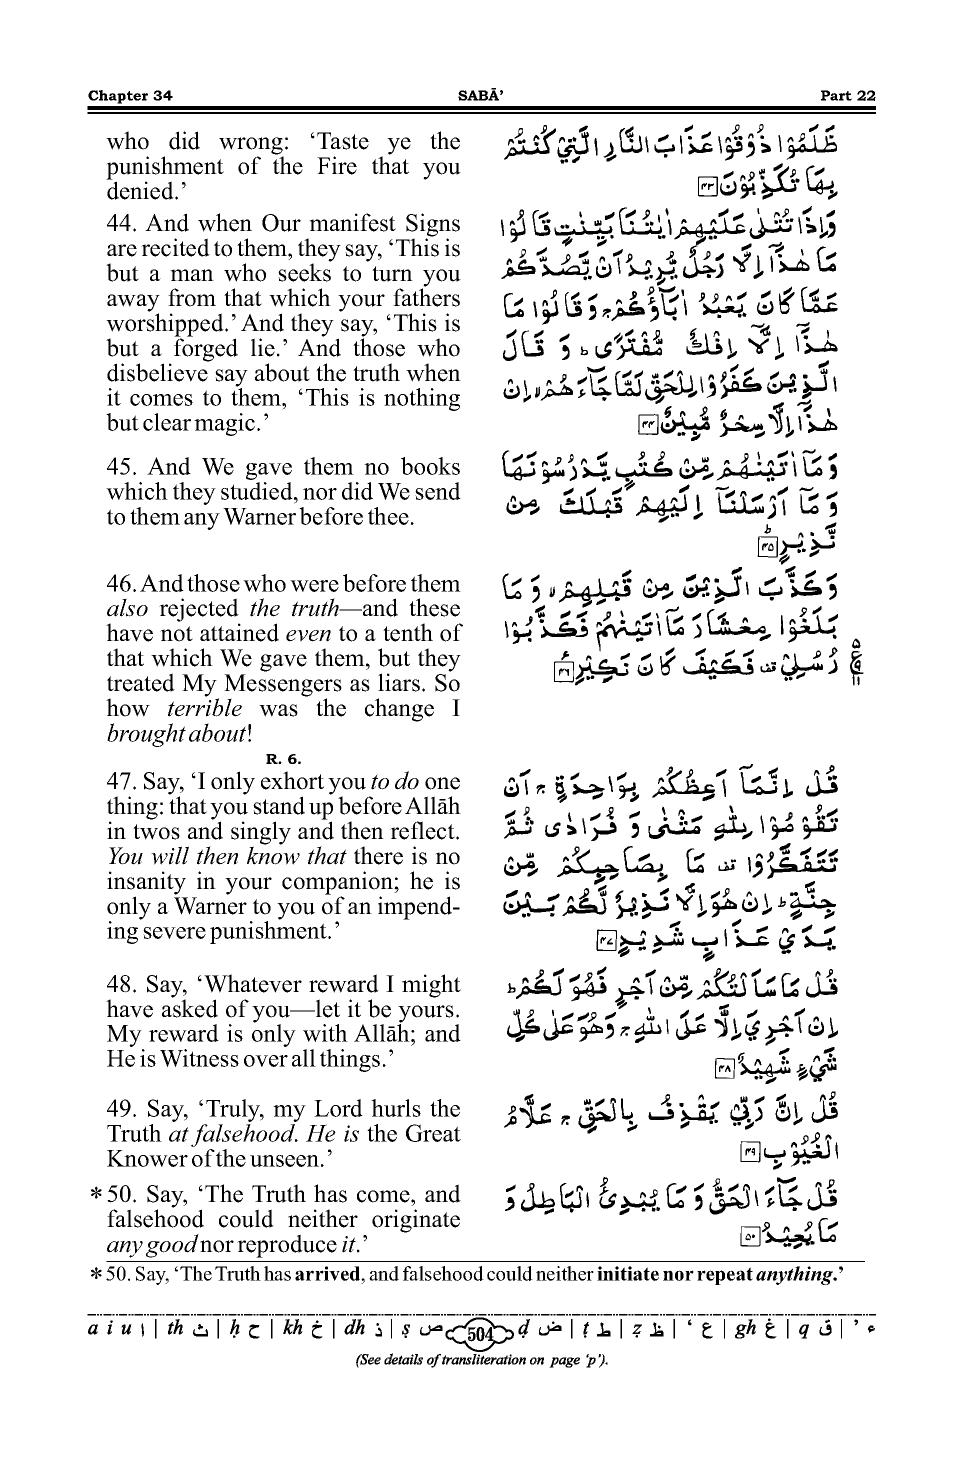 Chapter 34 SABĀ’ Part 22
who did wrong: ‘Taste ye the
punishment of the Fire that you
denied.’
44. And when Our manifest Signs
are recited to them, they say, ‘This is
but a man who seeks to turn you
away from that which your fathers
worshipped.’ And they say, ‘This is
but a forged lie.’ And those who
disbelieve say about the truth when
it comes to them, ‘This is nothing
but clear magic.’
45. And We gave them no books
which they studied, nor did We send
to them any Warner before thee.
46. And those who were before them
also rejected the truth—and these
have not attained even to a tenth of
that which We gave them, but they
treated My Messengers as liars. So
how terrible was the change I
brought about!
R. 6.
47. Say, ‘I only exhort you to do one
thing: that you stand up before Allāh
in twos and singly and then reflect.
You will then know that there is no
insanity in your companion; he is
only a Warner to you of an impend-
ing severe punishment.’
48. Say, ‘Whatever reward I might
have asked of you—let it be yours.
My reward is only with Allāh; and
He is Witness over all things.’
49. Say, ‘Truly, my Lord hurls the
Truth at falsehood. He is the Great
Knower of the unseen.’
*50. Say, ‘The Truth has come, and
falsehood could neither originate
any good nor reproduce it.’
ظَلَمُوْا ذُوْقُوْا عَذَابَ النَّارِ الَّتِيْ كُنْتُمْ
بِهَا تُكَذِّبُوْنَ ۴۳
وَاِذَا تُتْلٰى عَلَيْهِمْ اٰيٰتُنَا بَيِّنٰتٍ قَالُوْا
مَا هٰذَآ اِلَّا رَجُلٌ يُّرِيْدُ اَنْ يَّصُدَّكُمْ
عَمَّا كَانَ يَعْبُدُ اٰبَآؤُكُمْ ۚ وَقَالُوْا مَا
هٰذَآ اِلَّآ اِفْكٌ مُّفْتَرًى ؕ وَ قَالَ
الَّذِيْنَ كَفَرُوْا لِلْحَقِّ لَمَّا جَآءَهُمْ ۙ اِنْ
هٰذَآ اِلَّا سِحْرٌ مُّبِيْنٌ ۴۴
وَمَآ اٰتَيْنٰهُمْ مِّنْ كُتُبٍ يَّدْرُسُوْنَهَا
وَ مَآ اَرْسَلْنَآ اِلَيْهِمْ قَبْلَكَ مِنْ
نَّذِيْرٍ ؕ ۴۵
وَكَذَّبَ الَّذِيْنَ مِنْ قَبْلِهِمْ ۙ وَ مَا
بَلَغُوْا مِعْشَارَ مَآ اٰتَيْنٰهُمْ فَكَذَّبُوْا
رُسُلِيْ ۟ فَكَيْفَ كَانَ نَكِيْرِ ۴۶
قُلْ اِنَّمَآ اَعِظُكُمْ بِوَاحِدَةٍ ۚ اَنْ
تَقُوْمُوْا لِلّٰهِ مَثْنٰى وَ فُرَادٰى ثُمَّ
تَتَفَكَّرُوْا ۟ مَا بِصَاحِبِكُمْ مِّنْ
جِنَّةٍ ؕ اِنْ هُوَ اِلَّا نَذِيْرٌ لَّكُمْ بَيْنَ
يَدَيْ عَذَابٍ شَدِيْدٍ ۴۷
قُلْ مَا سَاَلْتُكُمْ مِّنْ اَجْرٍ فَهُوَ لَكُمْ ؕ
اِنْ اَجْرِيَ اِلَّا عَلَى اللّٰهِ ۚ وَهُوَ عَلٰى كُلِّ
شَيْءٍ شَهِيْدٌ ۴۸
قُلْ اِنَّ رَبِّيْ يَقْذِفُ بِالْحَقِّ ۚ عَلَّامُ
الْغُيُوْبِ ۴۹
قُلْ جَآءَ الْحَقُّ وَ مَا يُبْدِئُ الْبَاطِلُ وَ
مَا يُعِيْدُ ۵۰
*50. Say, ‘The Truth has arrived, and falsehood could neither initiate nor repeat anything.’
a i u ا | th ث | ḥ ح | kh خ | dh ذ | ṣ ص 504 ḍ ض | ṭ ط | ẓ ظ | ‘ ع | gh غ | q ق | ’ ء
(See details of transliteration on page ‘p’).